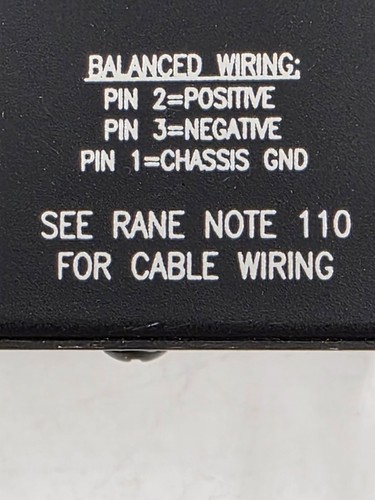 BALANCED WIRING:
PIN 2=POSITIVE
PIN 3=NEGATIVE
PIN 1=CHASSIS GND
SEE RANE NOTE 110
FOR CABLE WIRING